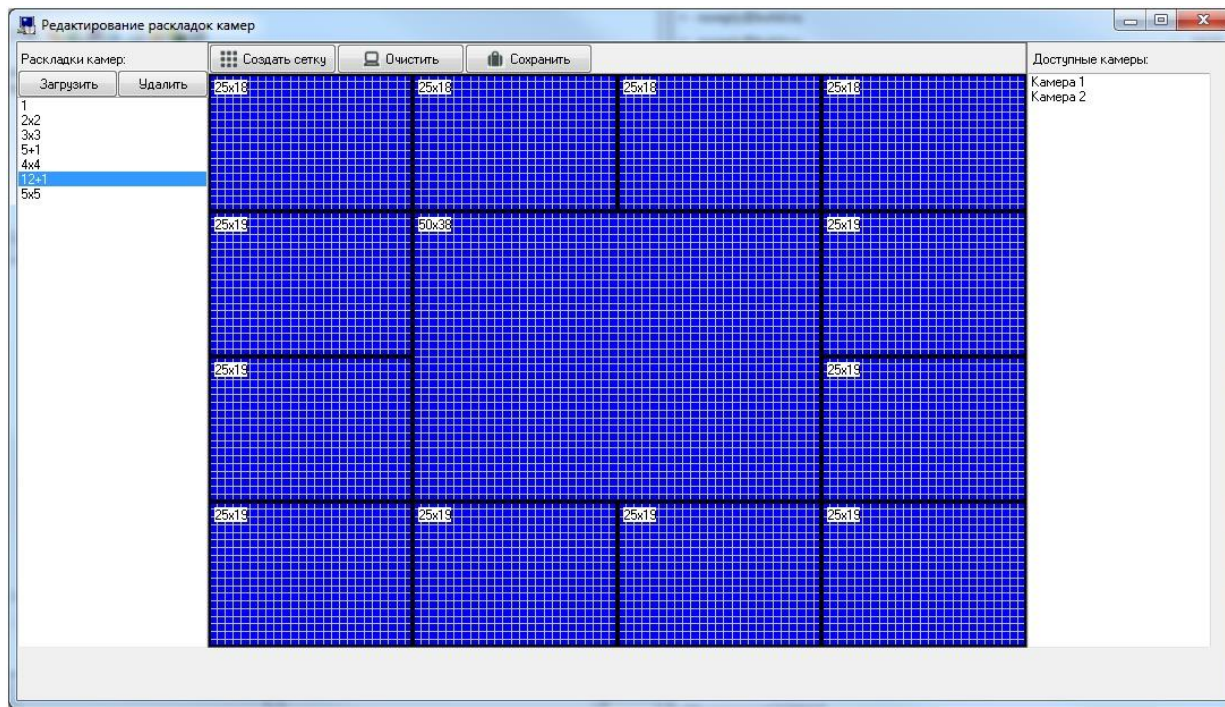 Редактирование раскладок камер
Раскладки камер:
Загрузить Удалить
1
2x2
3x3
5+1
4x4
12+1
5x5
Создать сетку Очистить Сохранить
25x18 25x18 25x18 25x18
25x19 50x38 25x19
25x19 25x19
25x19 25x19 25x19 25x19
Доступные камеры:
Камера 1
Камера 2